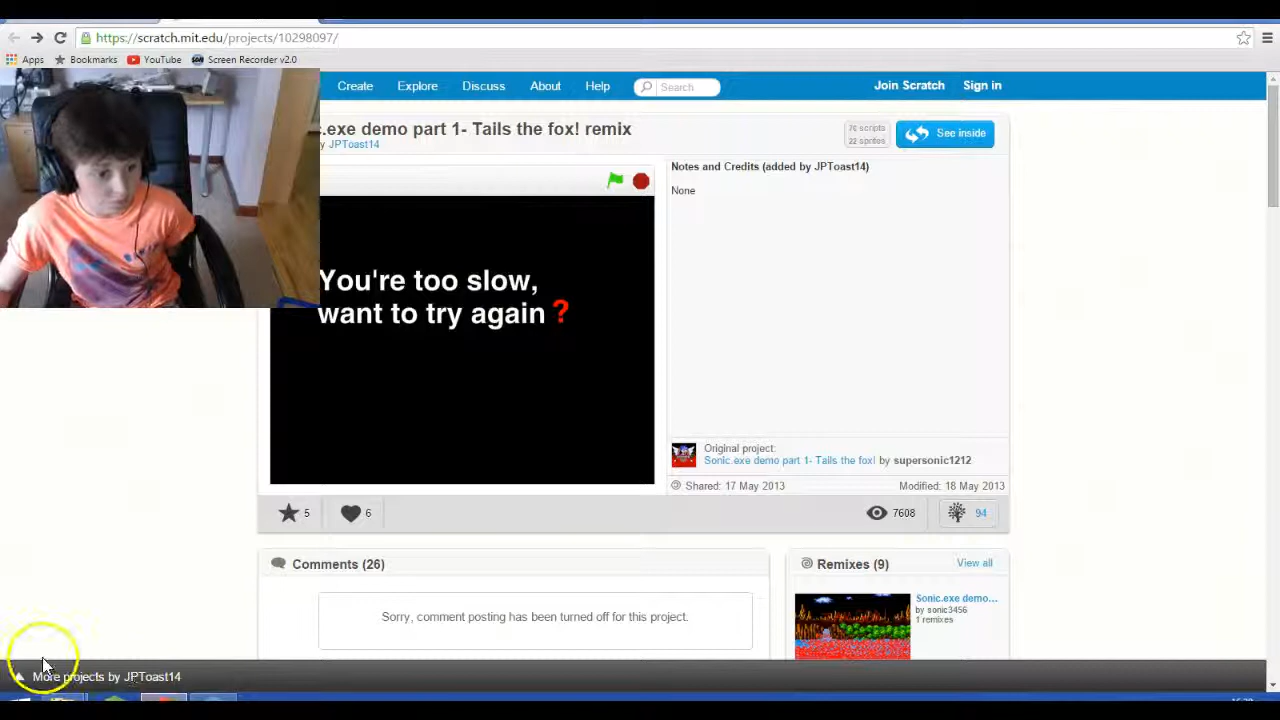 https://scratch.mit.edu/projects/10298097/
Apps Bookmarks YouTube Screen Recorder v2.0
Create Explore Discuss About Help Search Join Scratch Sign in
.exe demo part 1- Tails the fox! remix
by JPToast14
76 scripts
22 sprites
See inside
Notes and Credits (added by JPToast14)
None
You're too slow,
want to try again ?
Original project:
Sonic.exe demo part 1- Tails the fox! by supersonic1212
Shared: 17 May 2013 Modified: 18 May 2013
5 6 7608 94
Comments (26)
Sorry, comment posting has been turned off for this project.
Remixes (9) View all
Sonic.exe demo...
by sonic3456
1 remixes
More projects by JPToast14